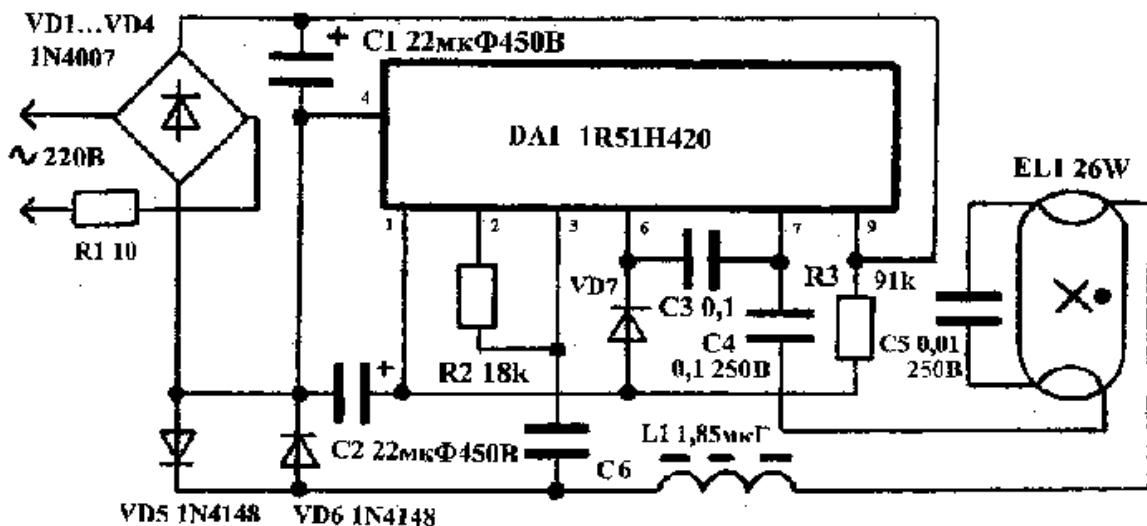 VD1...VD4
1N4007
+
C1 22мкФ450В
4
DA1 1R51H420
~ 220В
R1 10
1
2
3
6
7
9
EL1 26W
VD7
R3
91k
C3 0,1
C4
0,1 250В
C5 0,01
250В
R2 18k
+
C2 22мкФ450В
C6
L1 1,85мкГ
VD5 1N4148
VD6 1N4148